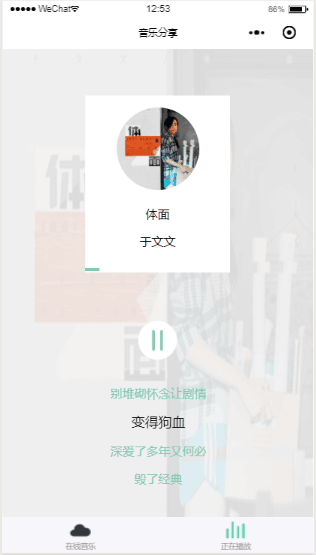 WeChat
12:53
86%
音乐分享
体面
体面
于文文
别堆砌怀念让剧情
变得狗血
深爱了多年又何必
毁了经典
在线音乐
正在播放